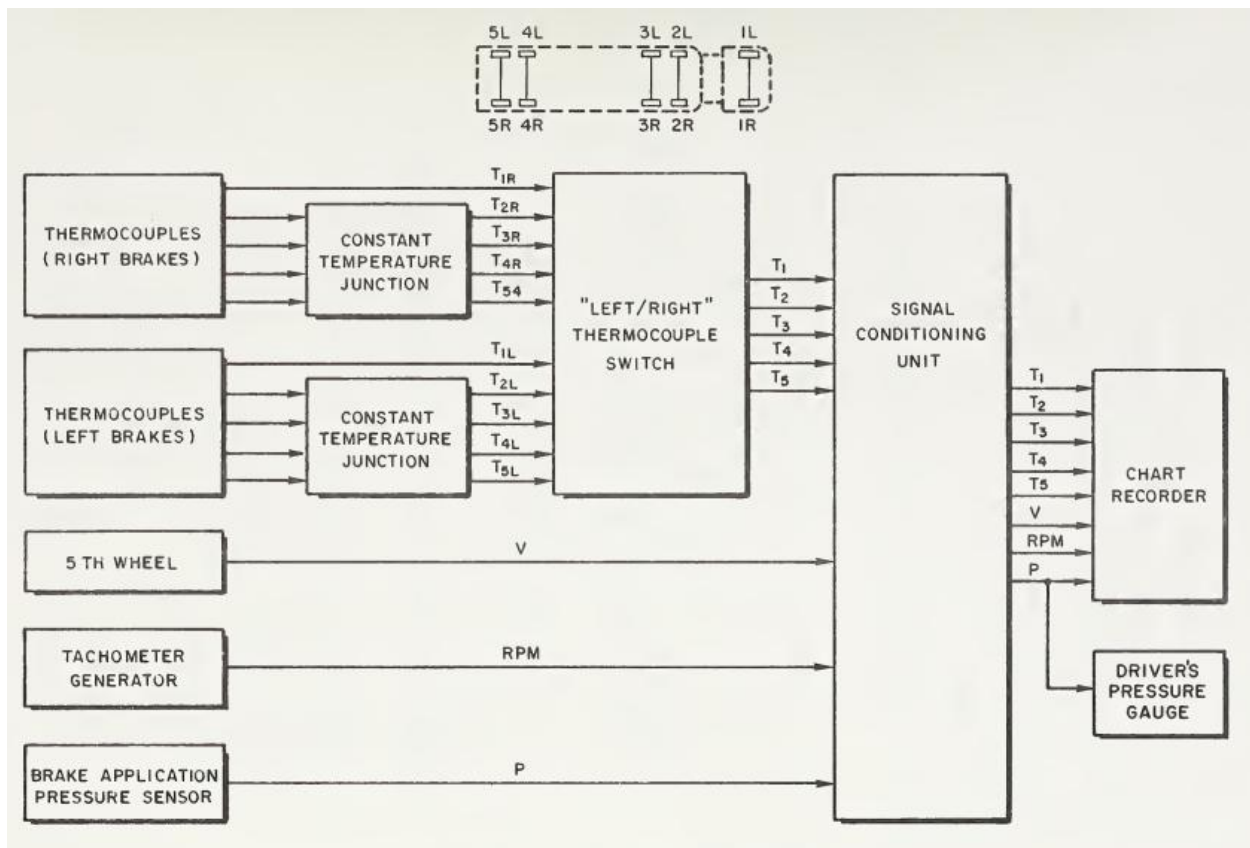 5L 4L 3L 2L 1L
5R 4R 3R 2R 1R
THERMOCOUPLES
(RIGHT BRAKES)
CONSTANT
TEMPERATURE
JUNCTION
T1R
T2R
T3R
T4R
T54
THERMOCOUPLES
(LEFT BRAKES)
CONSTANT
TEMPERATURE
JUNCTION
T1L
T2L
T3L
T4L
T5L
"LEFT/RIGHT"
THERMOCOUPLE
SWITCH
T1
T2
T3
T4
T5
5TH WHEEL
V
TACHOMETER
GENERATOR
RPM
BRAKE APPLICATION
PRESSURE SENSOR
P
SIGNAL
CONDITIONING
UNIT
T1
T2
T3
T4
T5
V
RPM
P
CHART
RECORDER
DRIVER'S
PRESSURE
GAUGE